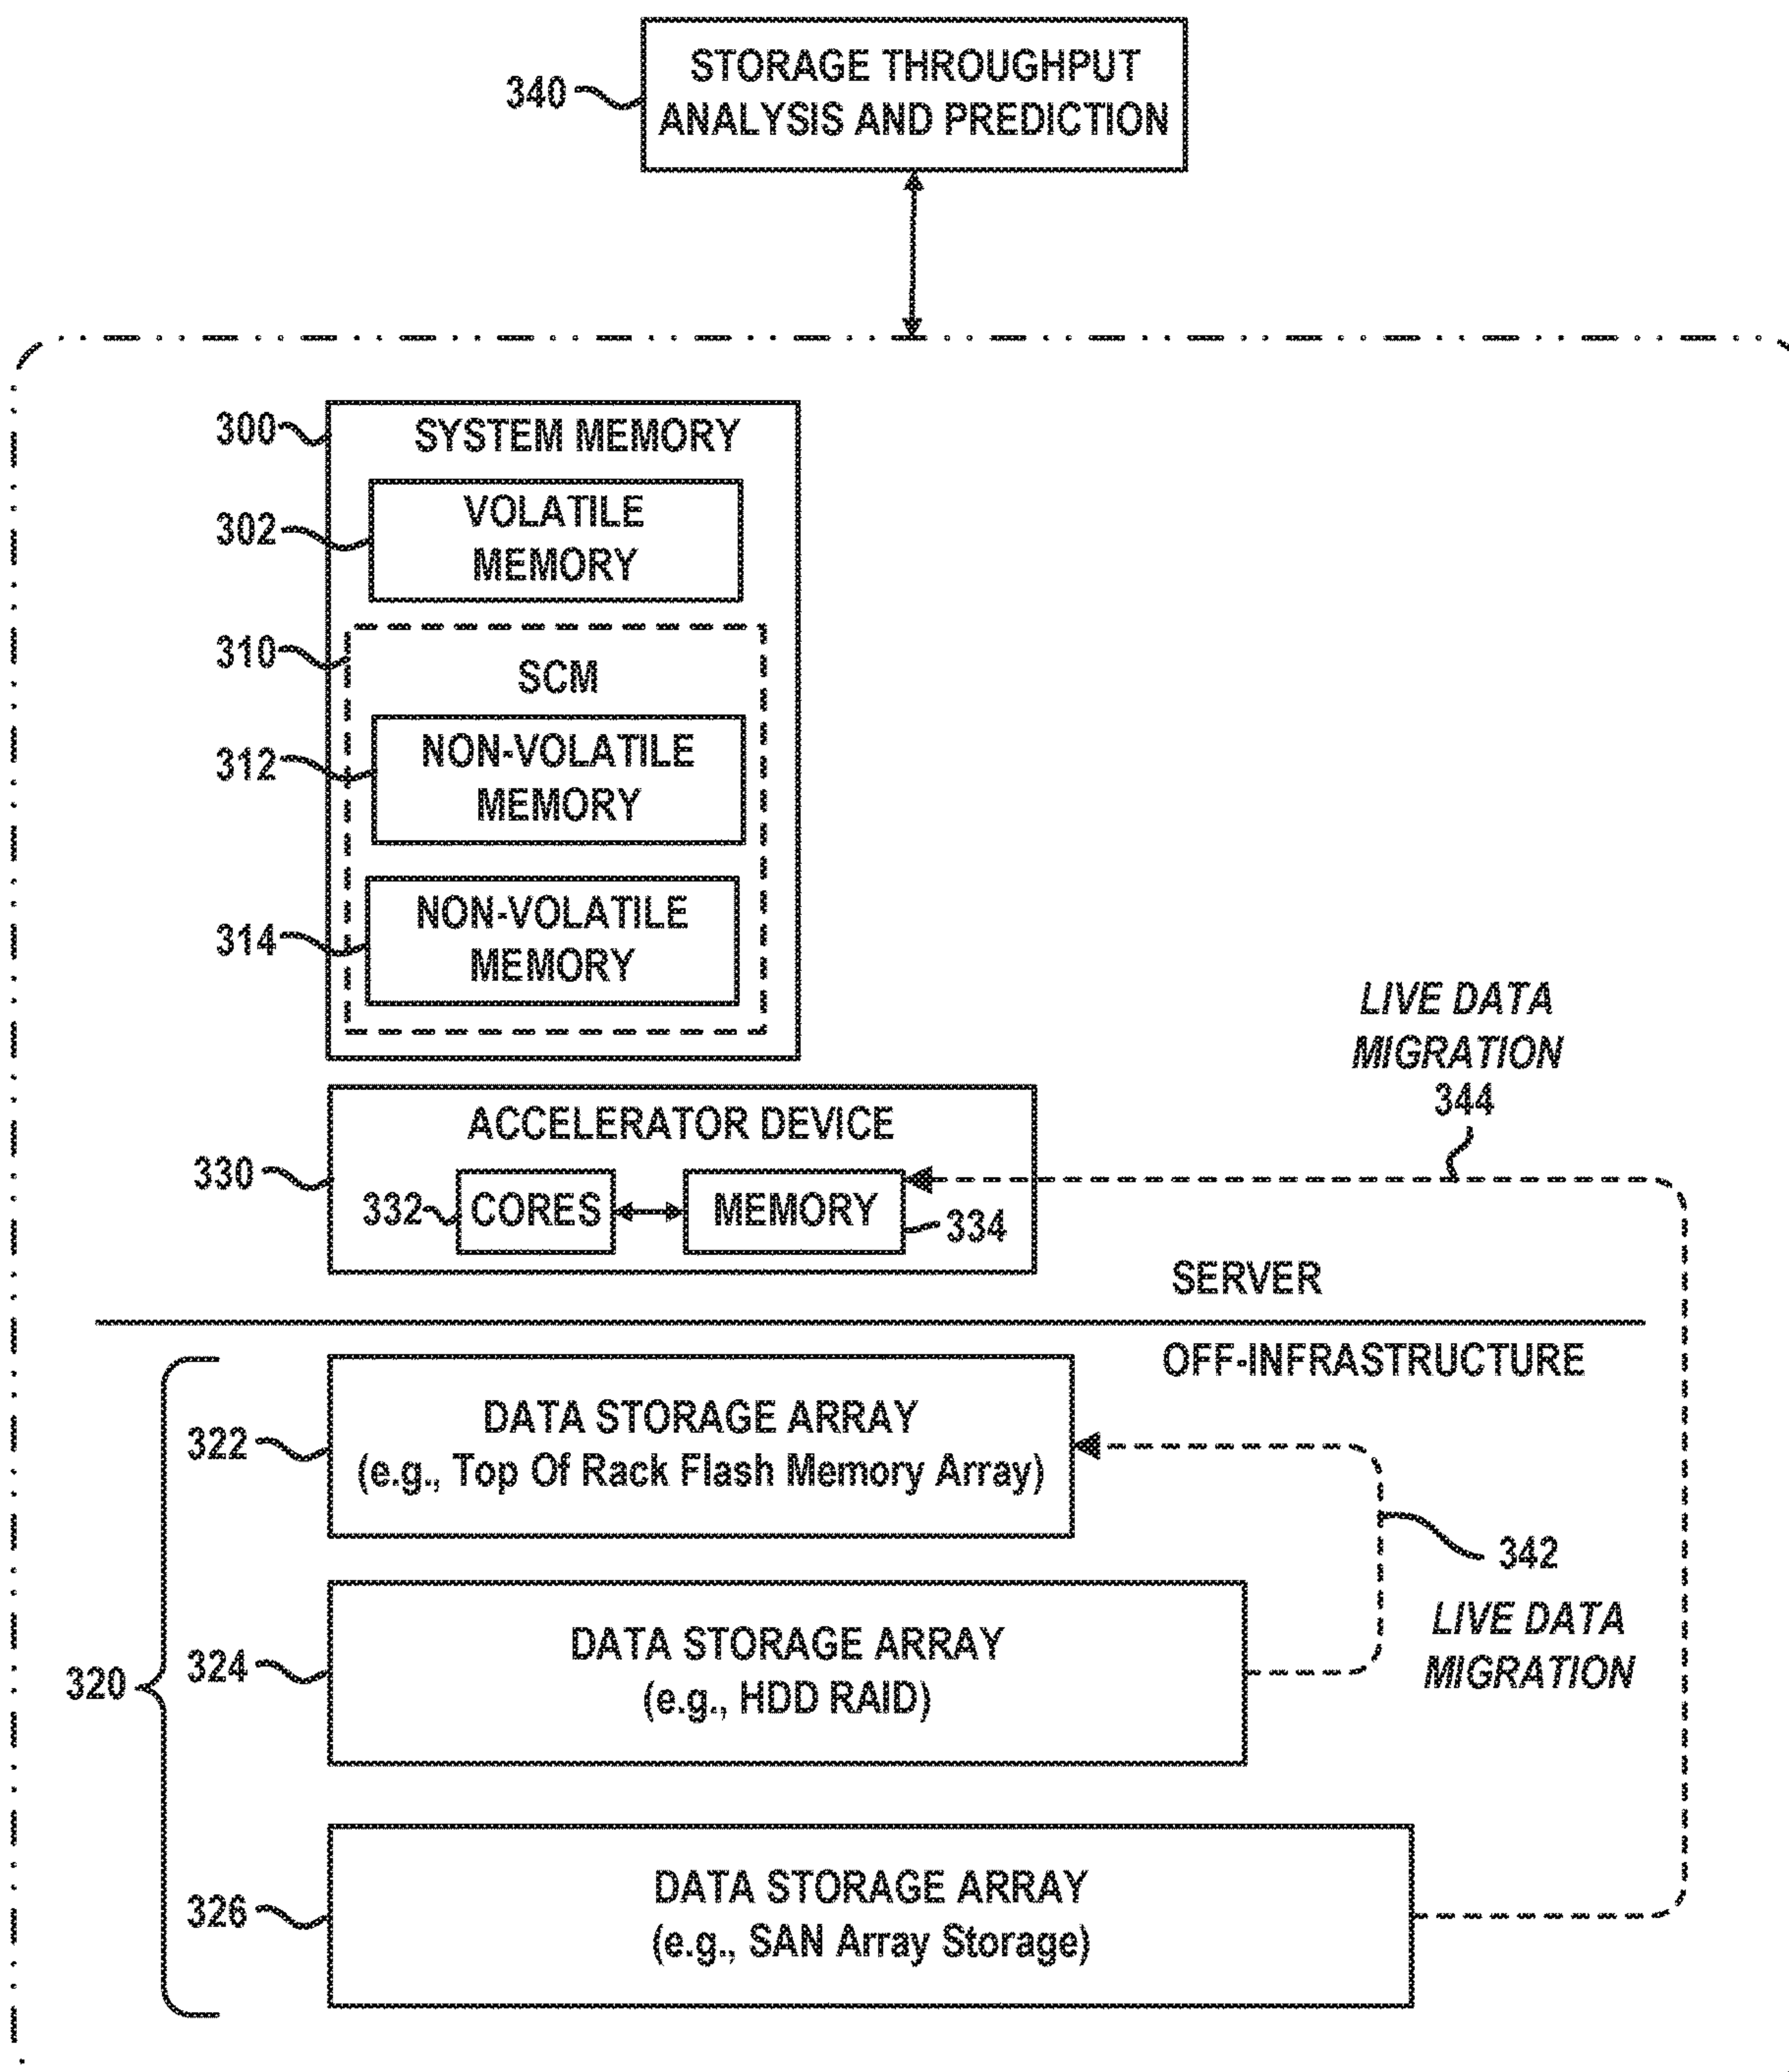 STORAGE THROUGHPUT
ANALYSIS AND PREDICTION
340
300
SYSTEM MEMORY
302
VOLATILE
MEMORY
310
SCM
312
NON-VOLATILE
MEMORY
314
NON-VOLATILE
MEMORY
LIVE DATA
MIGRATION
344
ACCELERATOR DEVICE
330
332
CORES
MEMORY
334
SERVER
OFF-INFRASTRUCTURE
322
DATA STORAGE ARRAY
(e.g., Top Of Rack Flash Memory Array)
342
LIVE DATA
MIGRATION
320
324
DATA STORAGE ARRAY
(e.g., HDD RAID)
326
DATA STORAGE ARRAY
(e.g., SAN Array Storage)